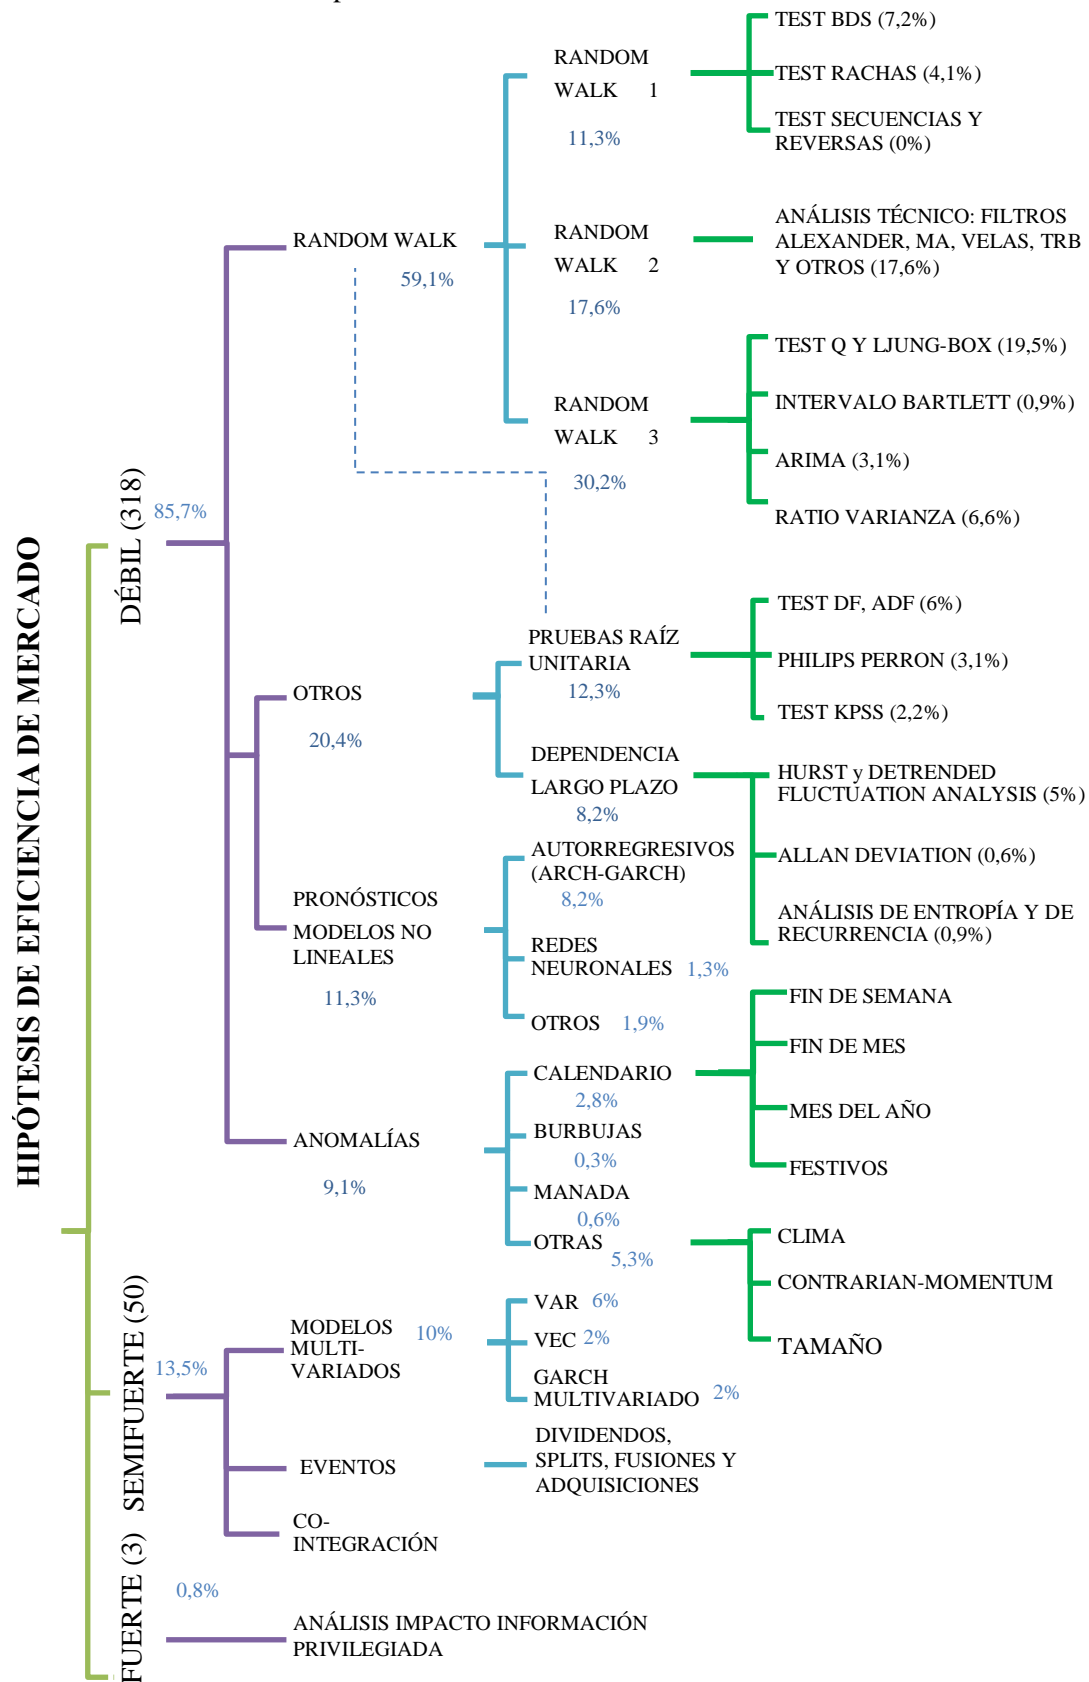 HIPÓTESIS DE EFICIENCIA DE MERCADO
DÉBIL (318)
85,7%
RANDOM WALK
59,1%
RANDOM
WALK 1
11,3%
TEST BDS (7,2%)
TEST RACHAS (4,1%)
TEST SECUENCIAS Y
REVERSAS (0%)
RANDOM
WALK 2
17,6%
ANÁLISIS TÉCNICO: FILTROS
ALEXANDER, MA, VELAS, TRB
Y OTROS (17,6%)
RANDOM
WALK 3
30,2%
TEST Q Y LJUNG-BOX (19,5%)
INTERVALO BARTLETT (0,9%)
ARIMA (3,1%)
RATIO VARIANZA (6,6%)
OTROS
20,4%
PRUEBAS RAÍZ
UNITARIA
12,3%
TEST DF, ADF (6%)
PHILIPS PERRON (3,1%)
TEST KPSS (2,2%)
DEPENDENCIA
LARGO PLAZO
8,2%
HURST y DETRENDED
FLUCTUATION ANALYSIS (5%)
ALLAN DEVIATION (0,6%)
ANÁLISIS DE ENTROPÍA Y DE
RECURRENCIA (0,9%)
PRONÓSTICOS
MODELOS NO
LINEALES
11,3%
AUTORREGRESIVOS
(ARCH-GARCH)
8,2%
REDES
NEURONALES 1,3%
OTROS 1,9%
ANOMALÍAS
9,1%
CALENDARIO
2,8%
FIN DE SEMANA
FIN DE MES
MES DEL AÑO
FESTIVOS
BURBUJAS
0,3%
MANADA
0,6%
OTRAS
5,3%
CLIMA
CONTRARIAN-MOMENTUM
TAMAÑO
SEMIFUERTE (50)
13,5%
MODELOS
MULTI-
VARIADOS
10%
VAR 6%
VEC 2%
GARCH
MULTIVARIADO 2%
EVENTOS
DIVIDENDOS,
SPLITS, FUSIONES Y
ADQUISICIONES
CO-
INTEGRACIÓN
FUERTE (3)
0,8%
ANÁLISIS IMPACTO INFORMACIÓN
PRIVILEGIADA